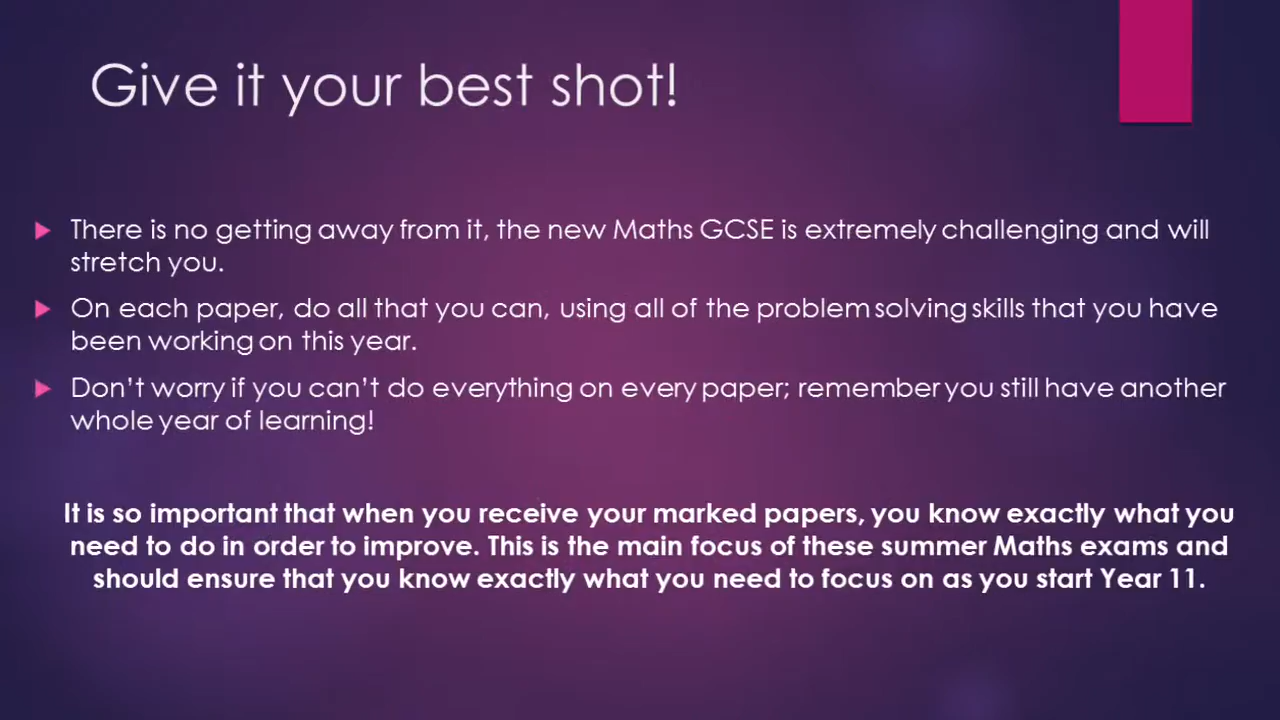 Give it your best shot!
There is no getting away from it, the new Maths GCSE is extremely challenging and will
stretch you.
On each paper, do all that you can, using all of the problem solving skills that you have
been working on this year.
Don't worry if you can't do everything on every paper; remember you still have another
whole year of learning!
It is so important that when you receive your marked papers, you know exactly what you
need to do in order to improve. This is the main focus of these summer Maths exams and
should ensure that you know exactly what you need to focus on as you start Year 11.